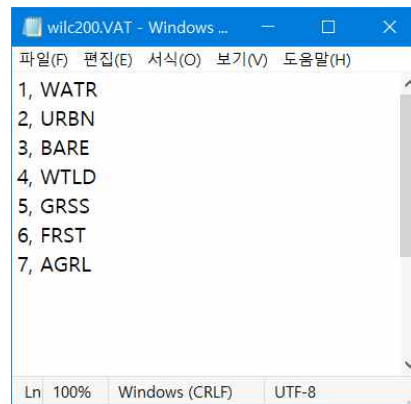 wilc200.VAT - Windows ...
파일(F) 편집(E) 서식(O) 보기(V) 도움말(H)
1, WATR
2, URBN
3, BARE
4, WTLD
5, GRSS
6, FRST
7, AGRL
Ln 100% Windows (CRLF) UTF-8